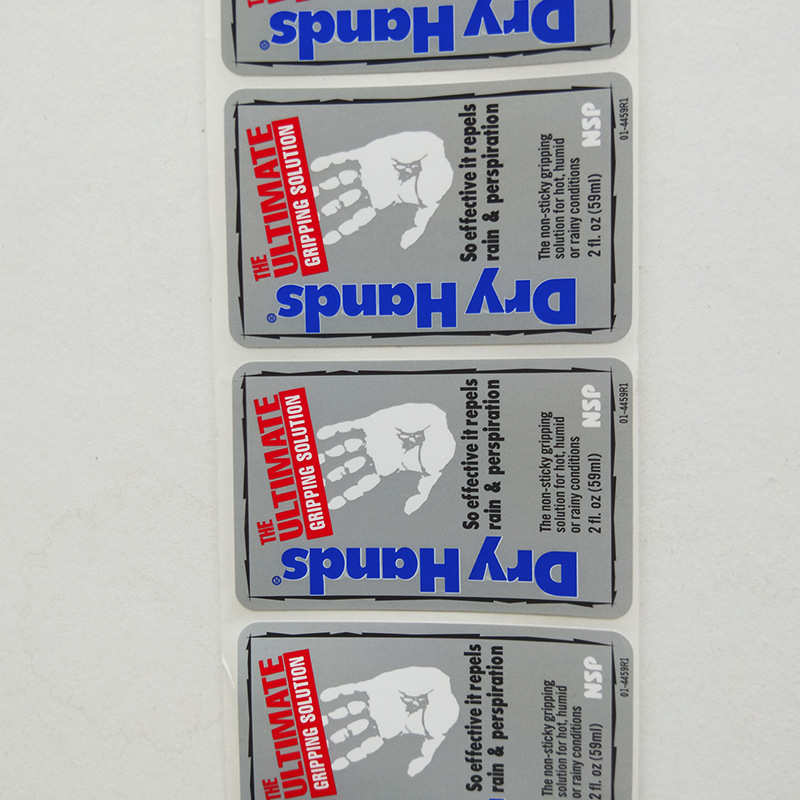 Dry Hands
Dry Hands®
THE
ULTIMATE
GRIPPING SOLUTION
So effective it repels
rain & perspiration
The non-sticky gripping
solution for hot, humid
or rainy conditions
2 fl. oz (59ml)
NSP
01-4459R1
Dry Hands®
THE
ULTIMATE
GRIPPING SOLUTION
So effective it repels
rain & perspiration
The non-sticky gripping
solution for hot, humid
or rainy conditions
2 fl. oz (59ml)
NSP
01-4459R1
THE
ULTIMATE
GRIPPING SOLUTION
So effective it repels
rain & perspiration
The non-sticky gripping
solution for hot, humid
or rainy conditions
2 fl. oz (59ml)
NSP
01-4459R1